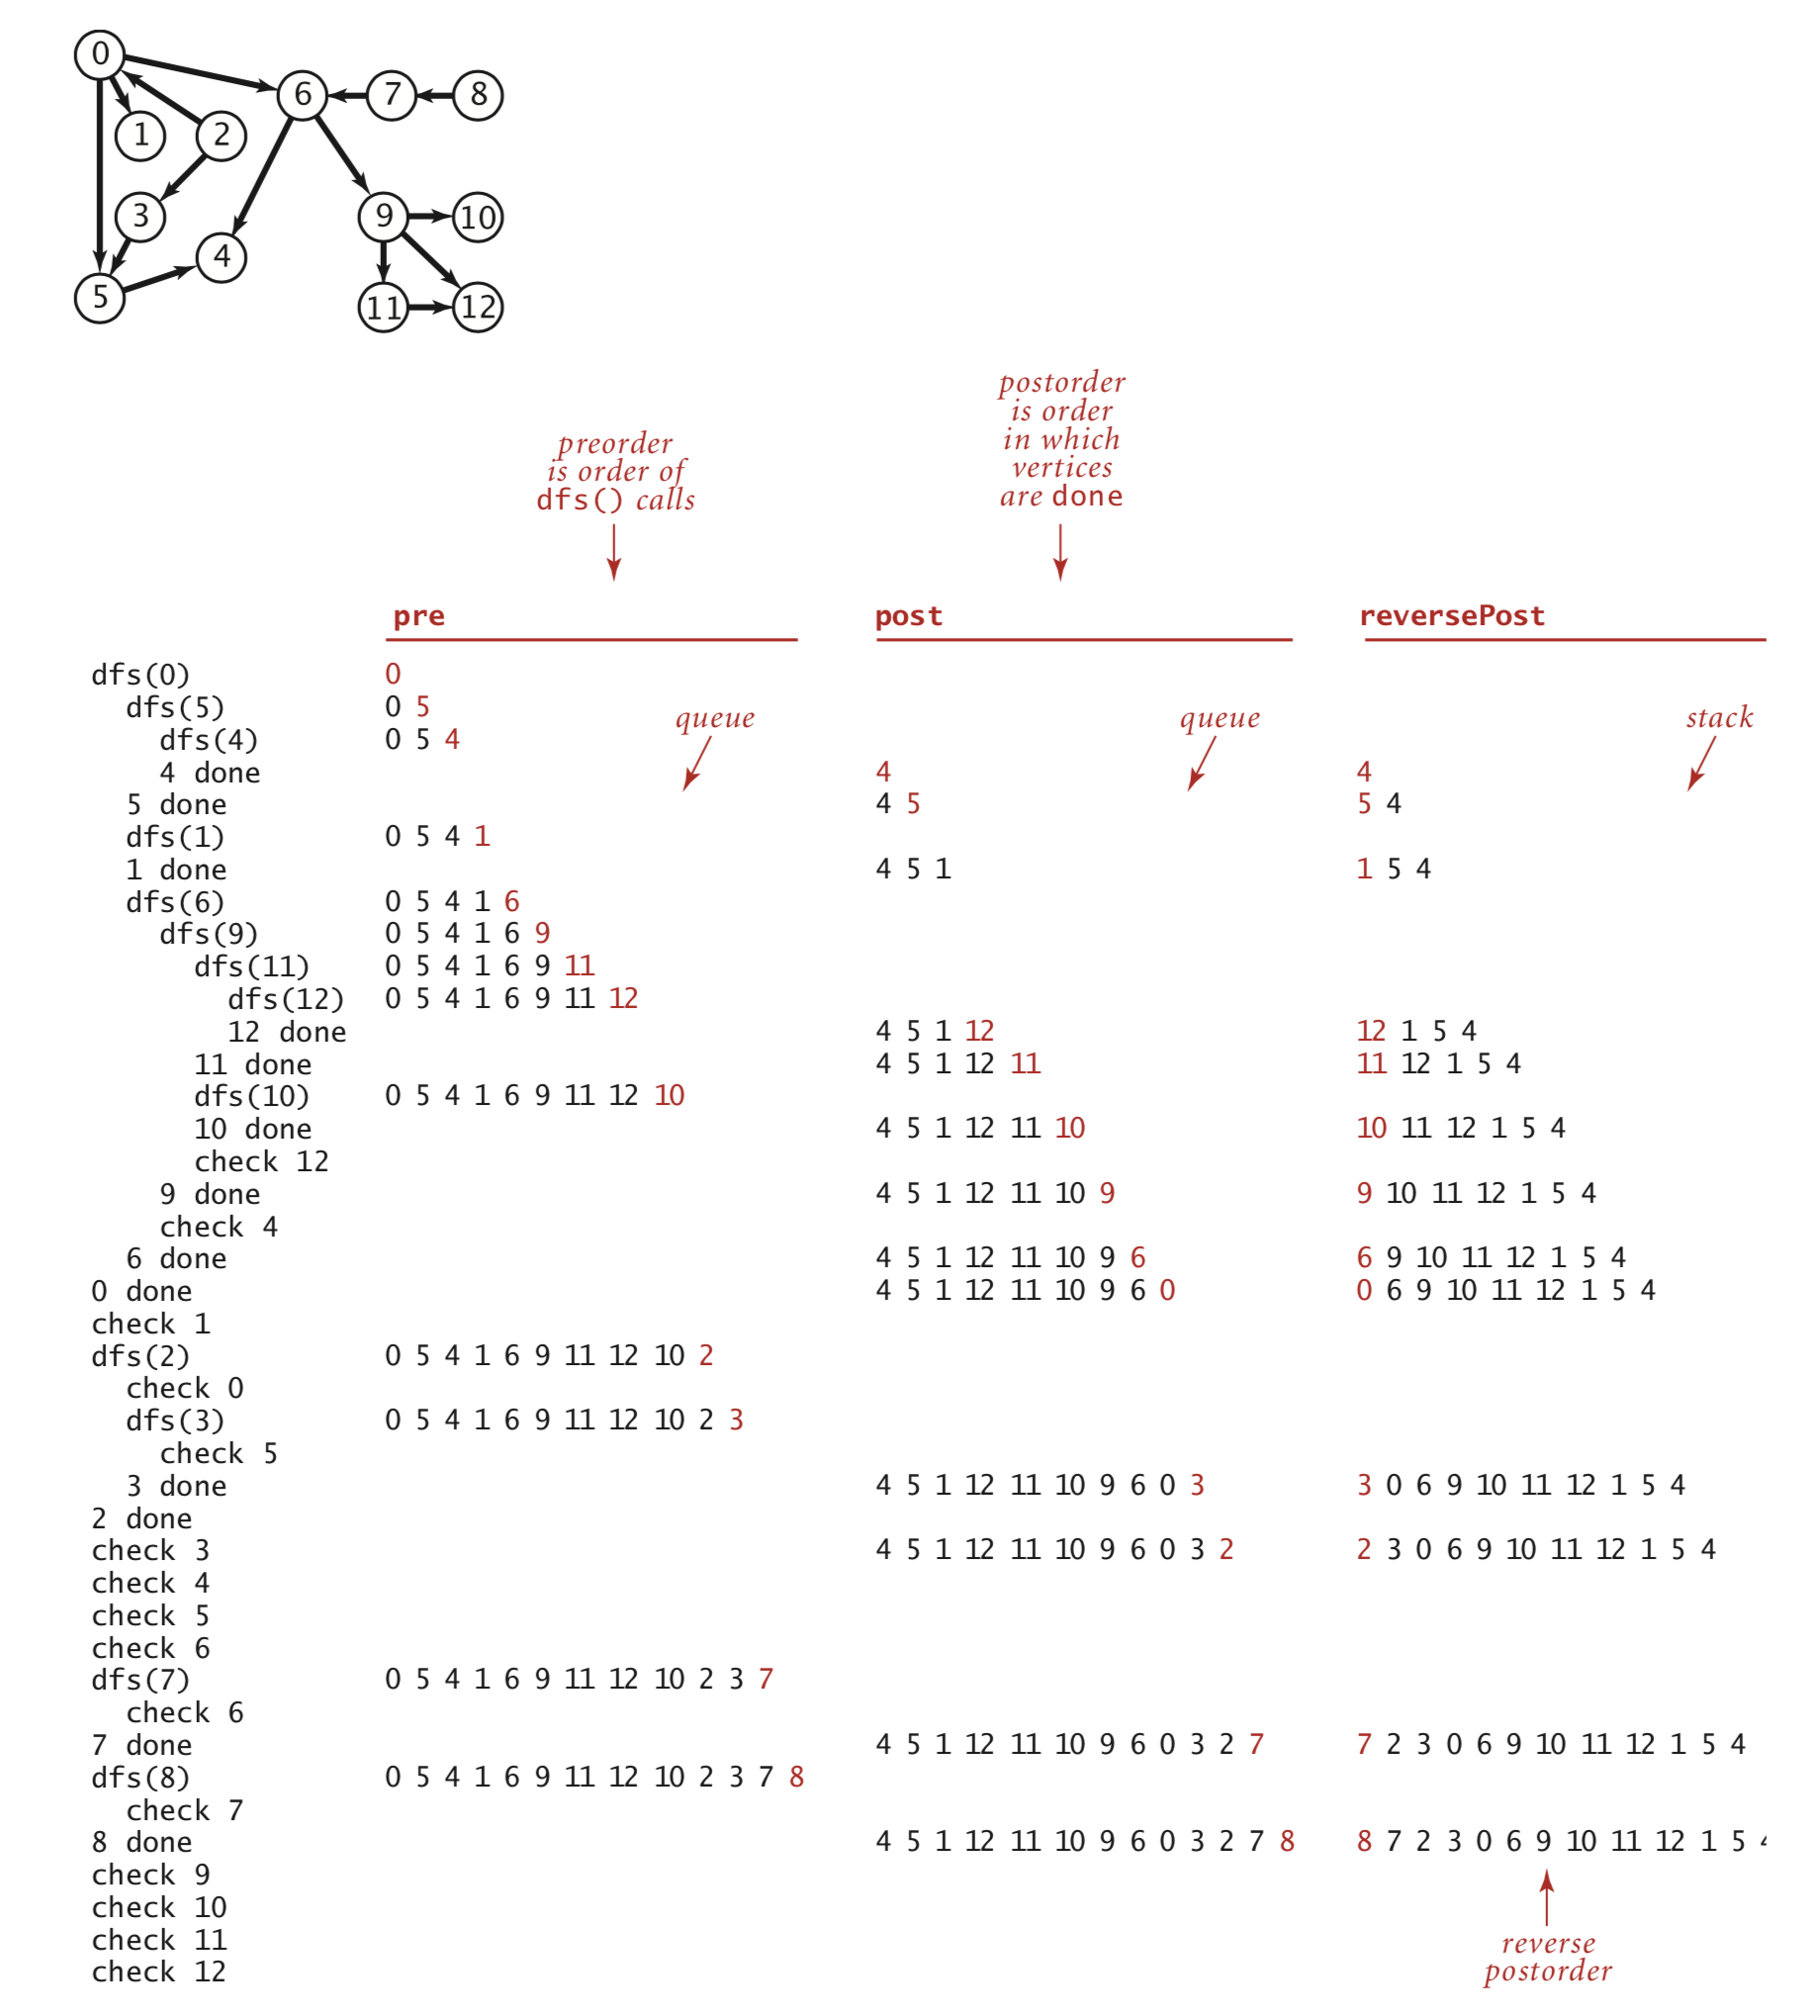 0
6
7
8
1
2
3
9
10
4
5
11
12
preorder
is order of
dfs() calls
postorder
is order
in which
vertices
are done
pre post reversePost
dfs(0) 0
dfs(5) 0 5
queue queue stack
dfs(4) 0 5 4
4 done 4 4
5 done 4 5 5 4
dfs(1) 0 5 4 1
1 done 4 5 1 1 5 4
dfs(6) 0 5 4 1 6
dfs(9) 0 5 4 1 6 9
dfs(11) 0 5 4 1 6 9 11
dfs(12) 0 5 4 1 6 9 11 12
12 done 4 5 1 12 12 1 5 4
11 done 4 5 1 12 11 11 12 1 5 4
dfs(10) 0 5 4 1 6 9 11 12 10
10 done 4 5 1 12 11 10 10 11 12 1 5 4
check 12
9 done 4 5 1 12 11 10 9 9 10 11 12 1 5 4
check 4
6 done 4 5 1 12 11 10 9 6 6 9 10 11 12 1 5 4
0 done 4 5 1 12 11 10 9 6 0 0 6 9 10 11 12 1 5 4
check 1
dfs(2) 0 5 4 1 6 9 11 12 10 2
check 0
dfs(3) 0 5 4 1 6 9 11 12 10 2 3
check 5
3 done 4 5 1 12 11 10 9 6 0 3 3 0 6 9 10 11 12 1 5 4
2 done
check 3 4 5 1 12 11 10 9 6 0 3 2 2 3 0 6 9 10 11 12 1 5 4
check 4
check 5
check 6
dfs(7) 0 5 4 1 6 9 11 12 10 2 3 7
check 6
7 done 4 5 1 12 11 10 9 6 0 3 2 7 7 2 3 0 6 9 10 11 12 1 5 4
dfs(8) 0 5 4 1 6 9 11 12 10 2 3 7 8
check 7
8 done 4 5 1 12 11 10 9 6 0 3 2 7 8 8 7 2 3 0 6 9 10 11 12 1 5
check 9
check 10
check 11
check 12
reverse
postorder